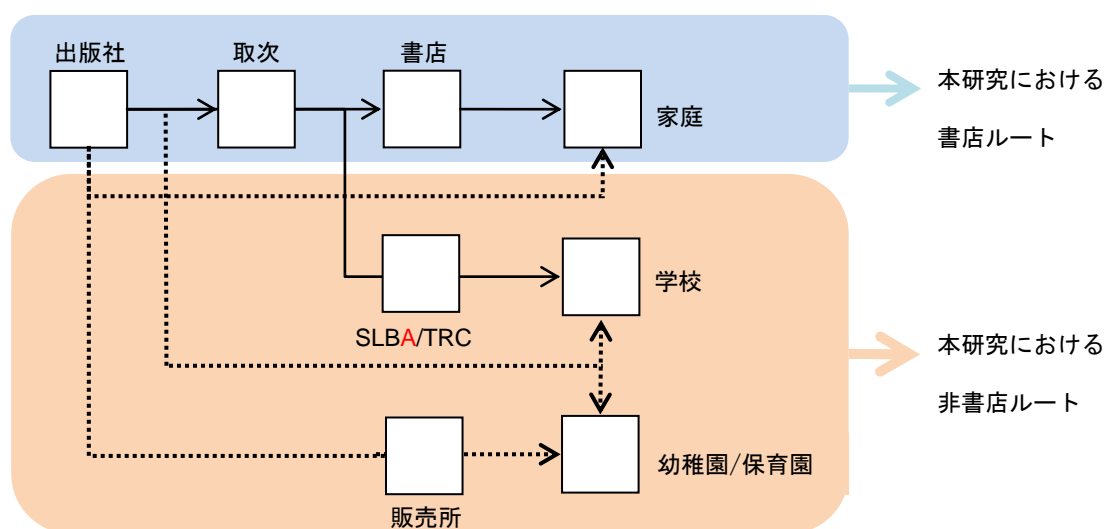 出版社
取次
書店
家庭
本研究における
書店ルート
学校
SLBA/TRC
本研究における
非書店ルート
幼稚園/保育園
販売所